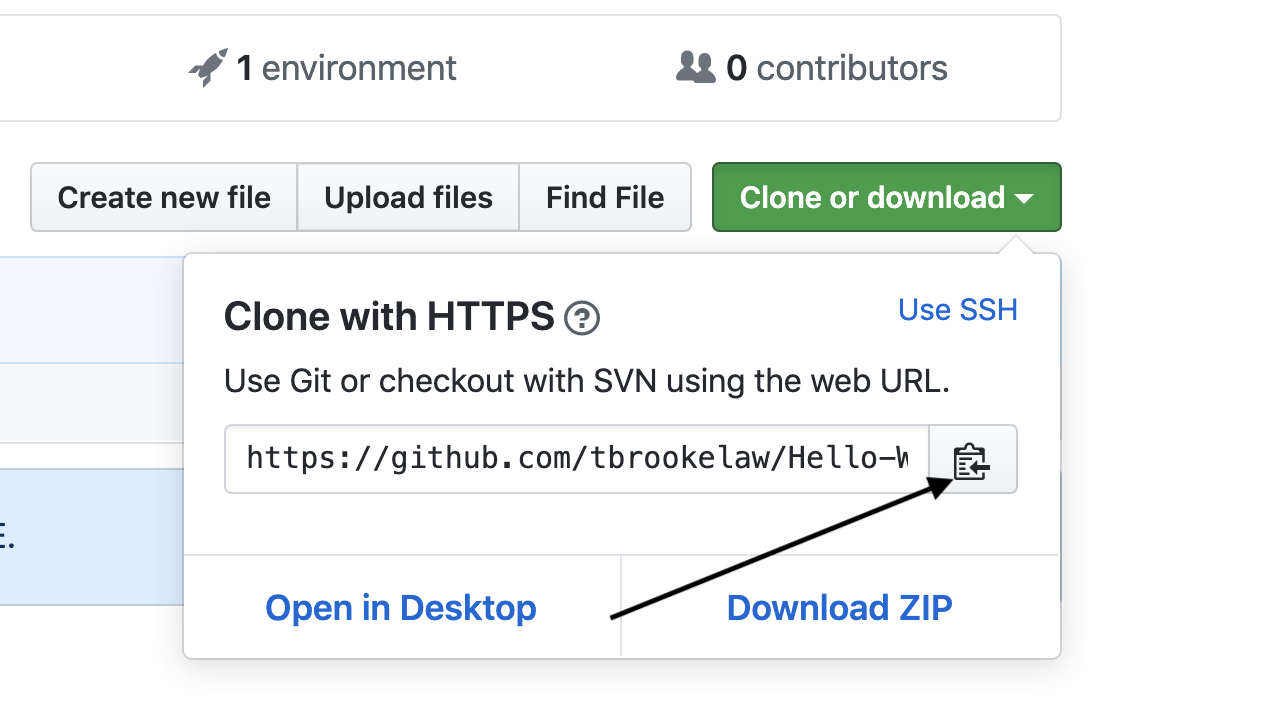 1 environment
0 contributors
Create new file
Upload files
Find File
Clone or download
Clone with HTTPS
Use SSH
Use Git or checkout with SVN using the web URL.
https://github.com/tbrookelaw/Hello-W
Open in Desktop
Download ZIP